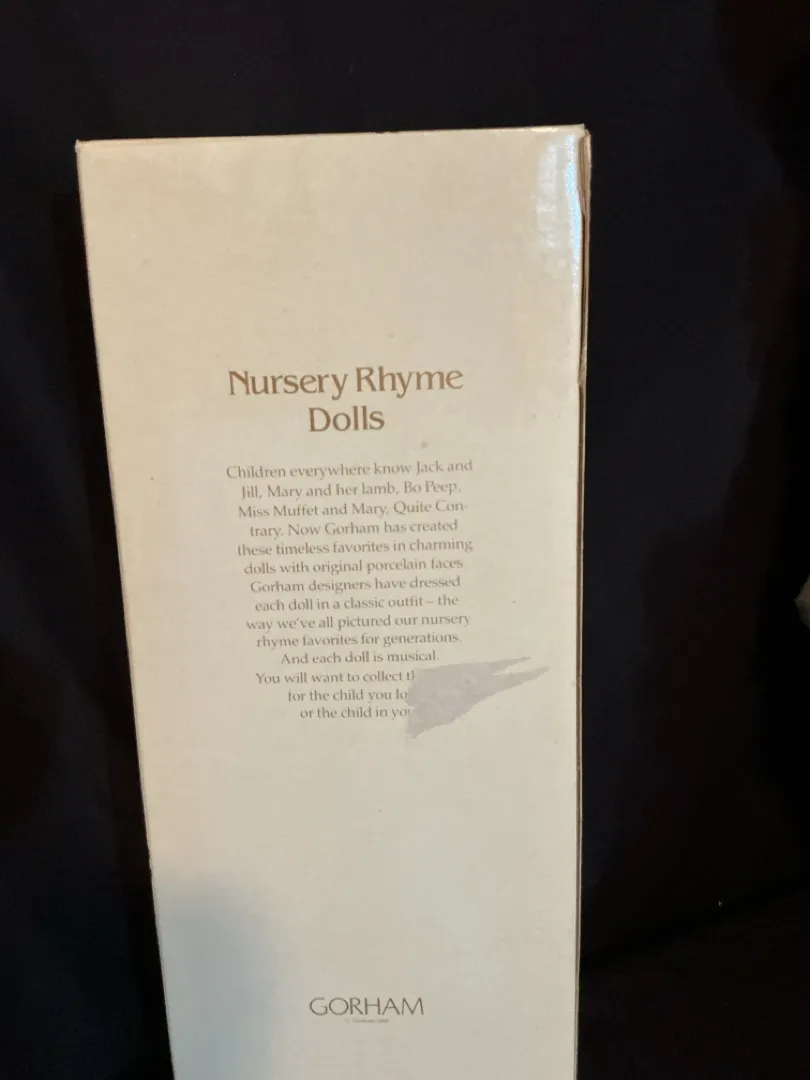 Nursery Rhyme
Dolls
Children everywhere know Jack and
Jill, Mary and her lamb, Bo Peep,
Miss Muffet and Mary, Quite Con-
trary. Now Gorham has created
these timeless favorites in charming
dolls with original porcelain faces
Gorham designers have dressed
each doll in a classic outfit – the
way we've all pictured our nursery
rhyme favorites for generations.
And each doll is musical.
You will want to collect
for the child you
or the child in
GORHAM